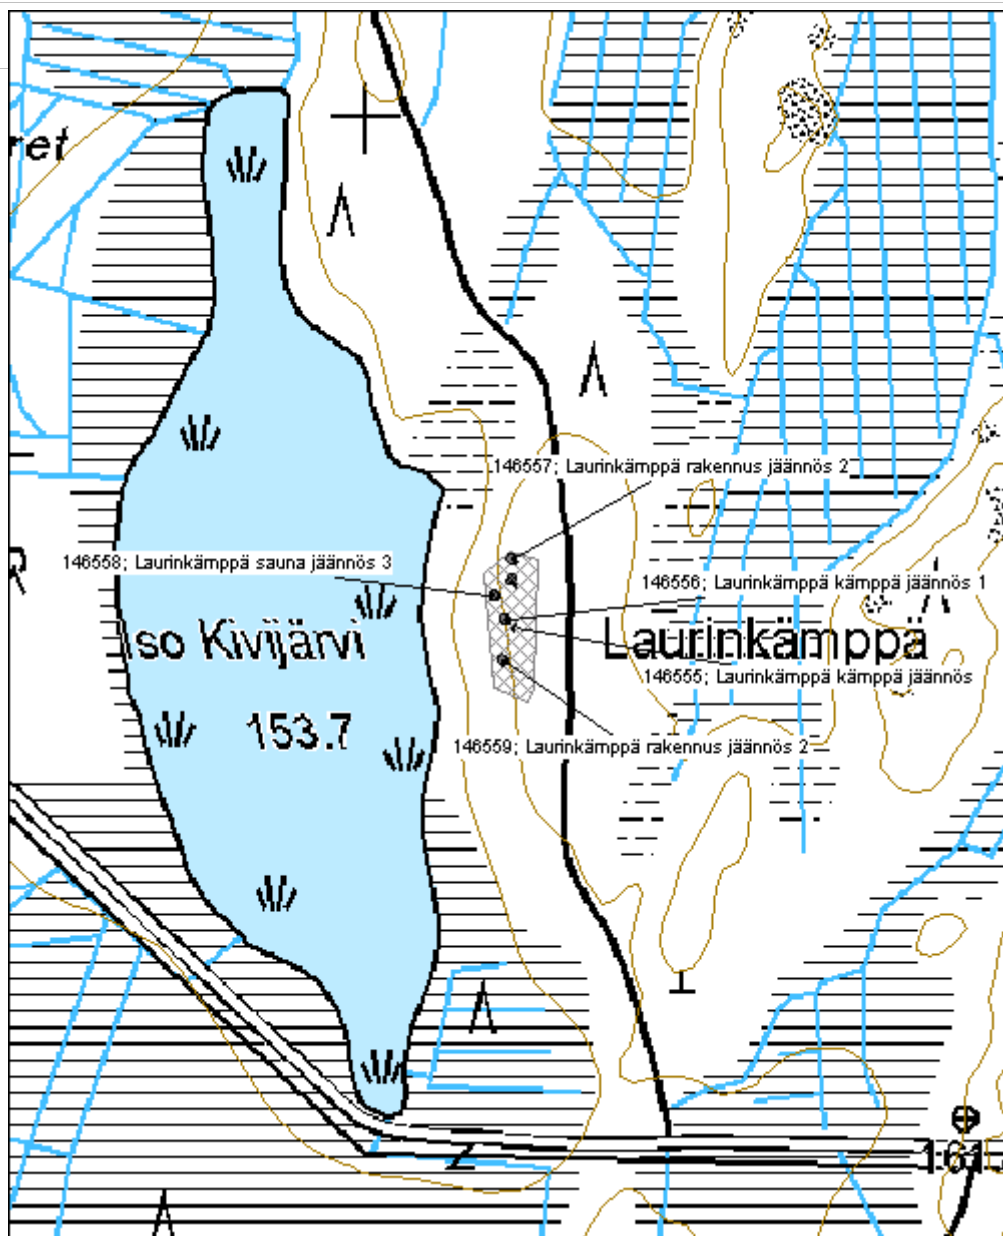 ret
146557; Laurinkämppä rakennus jäännös 2
146558; Laurinkämppä sauna jäännös 3
146556; Laurinkämppä kämppä jäännös 1
Iso Kivijärvi
Laurinkämppä
146555; Laurinkämppä kämppä jäännös
153.7
146559; Laurinkämppä rakennus jäännös 2
161